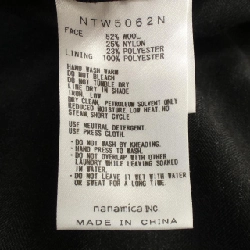 NTW5062N
FACE 52% WOOL
25% NYLON
23% POLYESTER
LINING 100% POLYESTER
HAND WASH WARM
DO NOT BLEACH
DO NOT TUMBLE DRY
LINE DRY IN SHADE
IRON, LOW
DRY CLEAN, PETROLEUM SOLVENT ONLY
REDUCED MOISTURE LOW HEAT. NO
STEAM, SHORT CYCLE
USE NEUTRAL DETERGENT.
USE PRESS CLOTH.
・DO NOT WASH BY KNEADING.
・HAND PRESS TO WASH.
・DO NOT OVERLAP WITH OTHER
LAUNDRY WHILE LEAVING SOAKED
IN WATER.
・DO NOT LEAVE IT WET WITH WATER
OR SWEAT FOR A LONG TIME.
nanamica INC
MADE IN CHINA